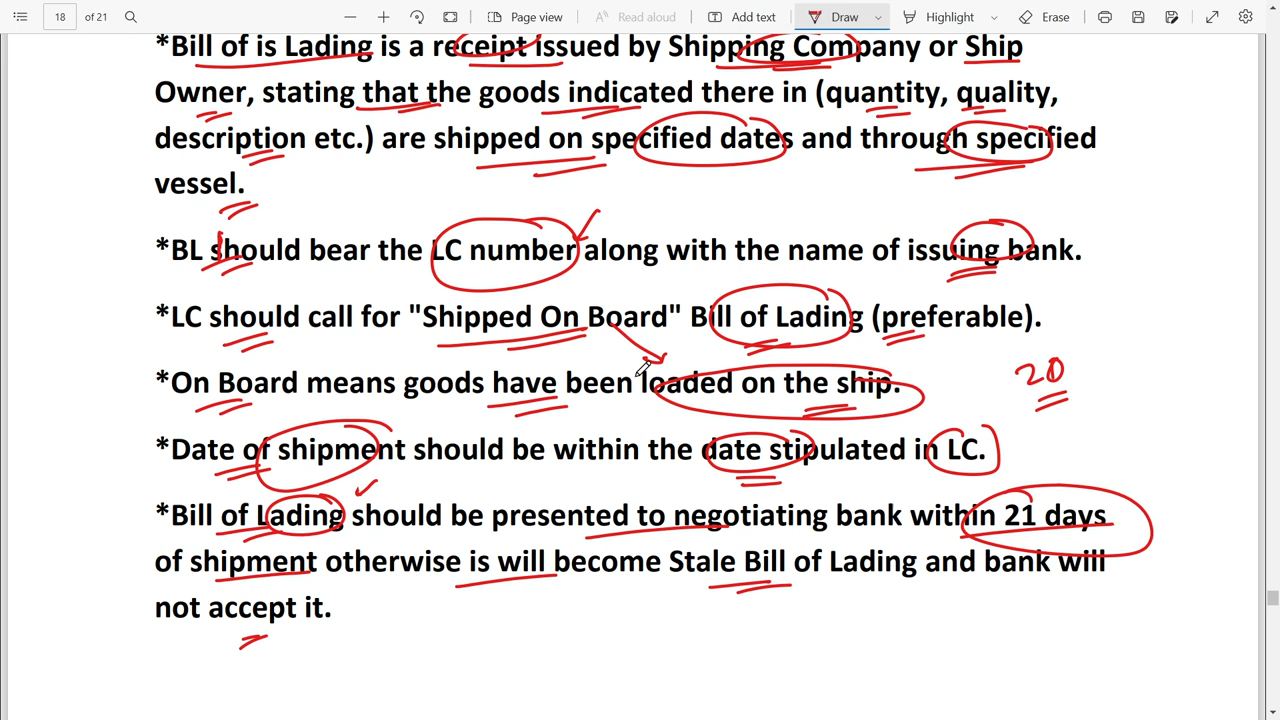 18 of 21
Page view
Read aloud
Add text
Draw
Highlight
Erase
*Bill of is Lading is a receipt issued by Shipping Company or Ship
Owner, stating that the goods indicated there in (quantity, quality,
description etc.) are shipped on specified dates and through specified
vessel.
*BL should bear the LC number along with the name of issuing bank.
*LC should call for "Shipped On Board" Bill of Lading (preferable).
*On Board means goods have been loaded on the ship.
20
*Date of shipment should be within the date stipulated in LC.
*Bill of Lading should be presented to negotiating bank within 21 days
of shipment otherwise is will become Stale Bill of Lading and bank will
not accept it.